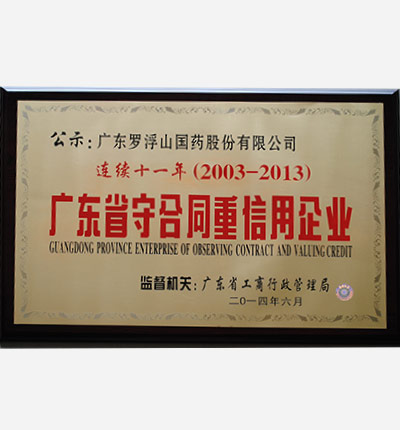 公示:广东罗浮山国药股份有限公司
连续十一年(2003-2013)
广东省守合同重信用企业
GUANGDONG PROVINCE ENTERPRISE OF OBSERVING CONTRACT AND VALUING CREDIT
监督机关:广东省工商行政管理局
二〇一四年六月